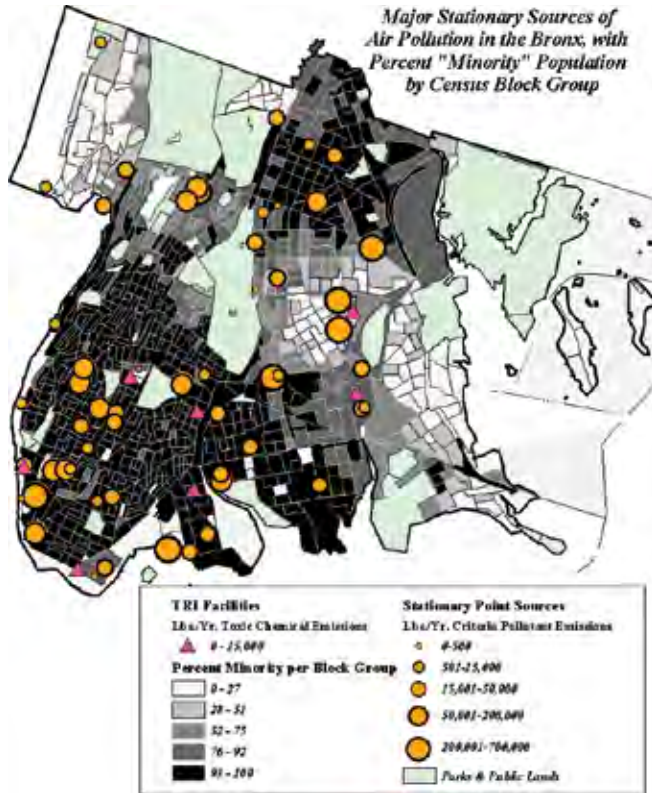 Major Stationary Sources of
Air Pollution in the Bronx, with
Percent "Minority" Population
by Census Block Group
TRI Facilities
Lbs/Yr. Toxic Chemical Emissions
0 - 15,000
Percent Minority per Block Group
0 - 27
28 - 51
52 - 75
76 - 92
93 - 100
Stationary Point Sources
Lbs/Yr. Criteria Pollutant Emissions
0-500
501-15,000
15,001-50,000
50,001-200,000
200,001-700,000
Parks & Public Lands